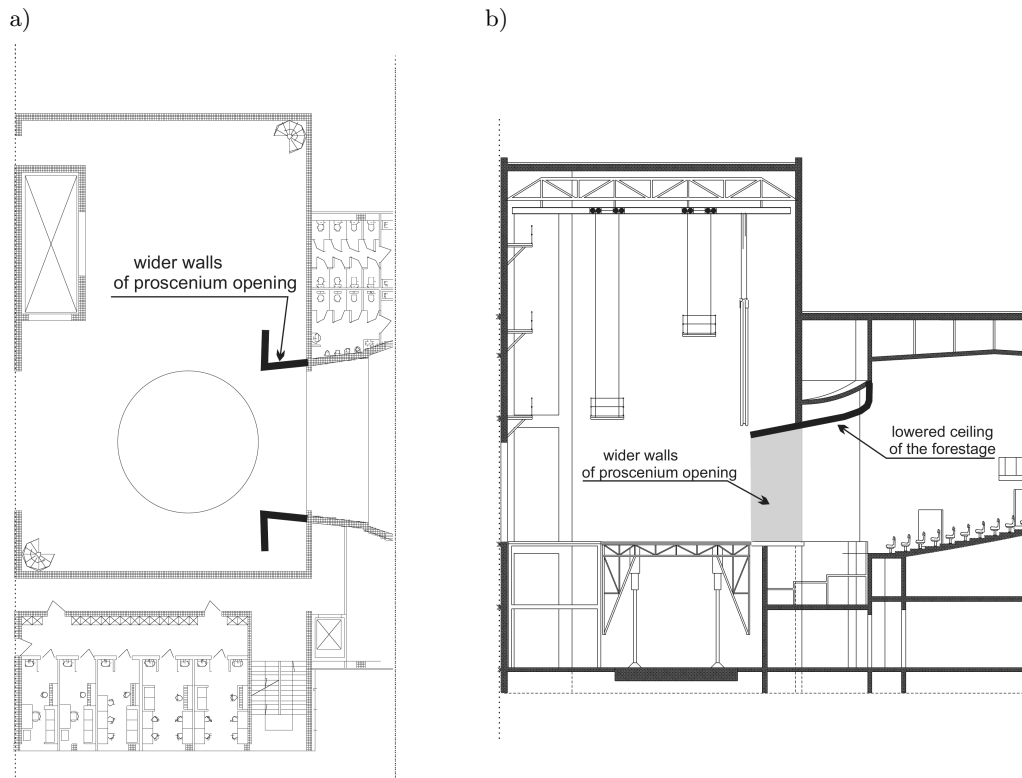 a)
b)
wider walls
of proscenium opening
wider walls
of proscenium opening
lowered ceiling
of the forestage